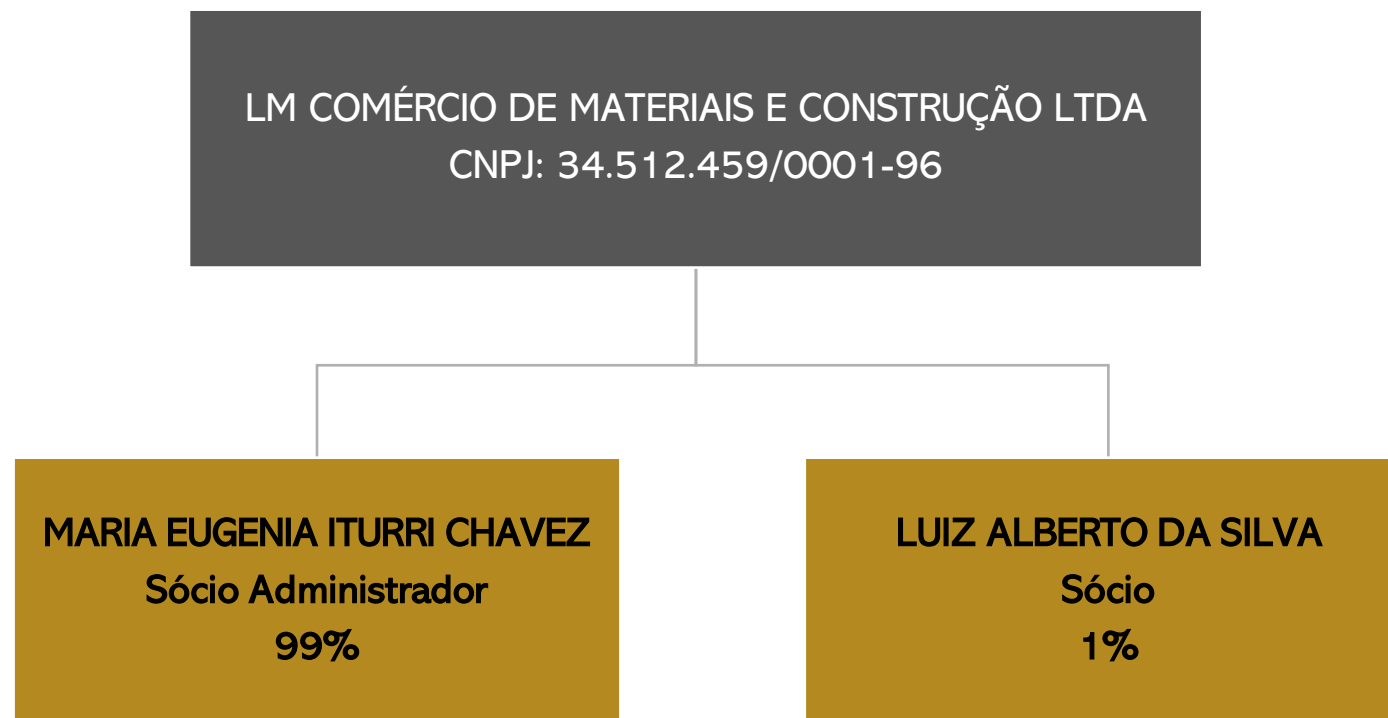 LM COMÉRCIO DE MATERIAIS E CONSTRUÇÃO LTDA
CNPJ: 34.512.459/0001-96
MARIA EUGENIA ITURRI CHAVEZ
Sócio Administrador
99%
LUIZ ALBERTO DA SILVA
Sócio
1%